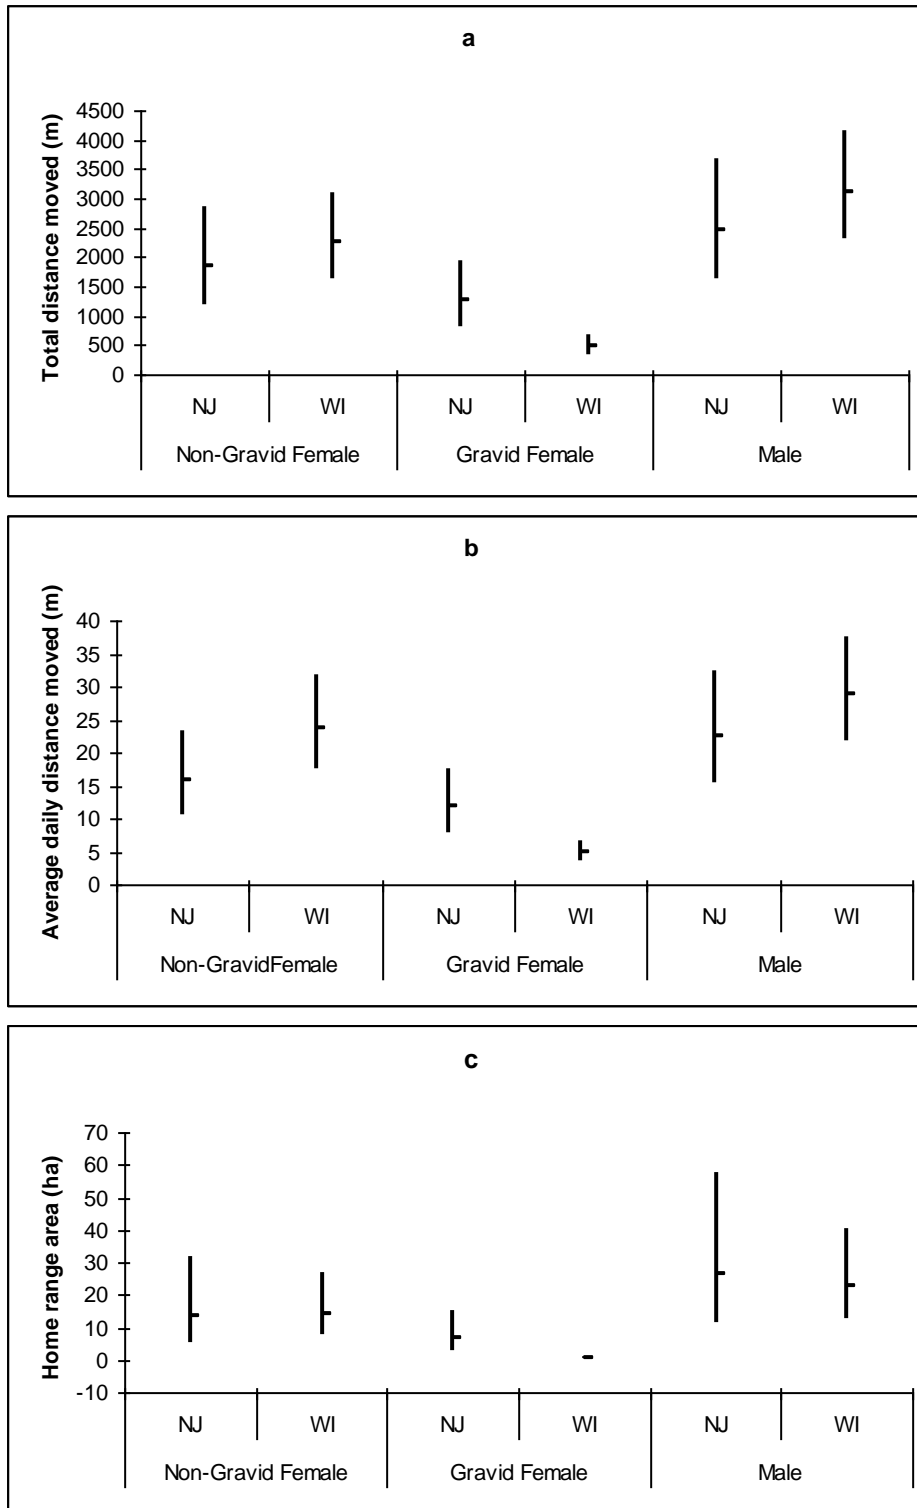 a
Total distance moved (m)
4500
4000
3500
3000
2500
2000
1500
1000
500
0
NJ WI NJ WI NJ WI
Non-Gravid Female Gravid Female Male
b
Average daily distance moved (m)
40
35
30
25
20
15
10
5
0
NJ WI NJ WI NJ WI
Non-GravidFemale Gravid Female Male
c
Home range area (ha)
70
60
50
40
30
20
10
0
-10
NJ WI NJ WI NJ WI
Non-Gravid Female Gravid Female Male